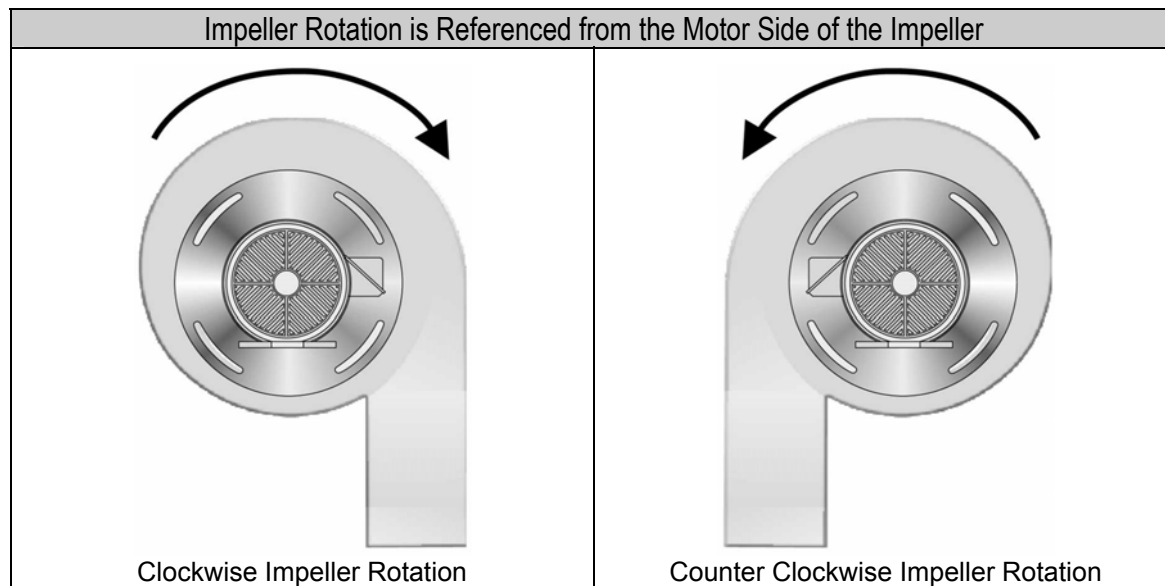 Impeller Rotation is Referenced from the Motor Side of the Impeller
Clockwise Impeller Rotation
Counter Clockwise Impeller Rotation